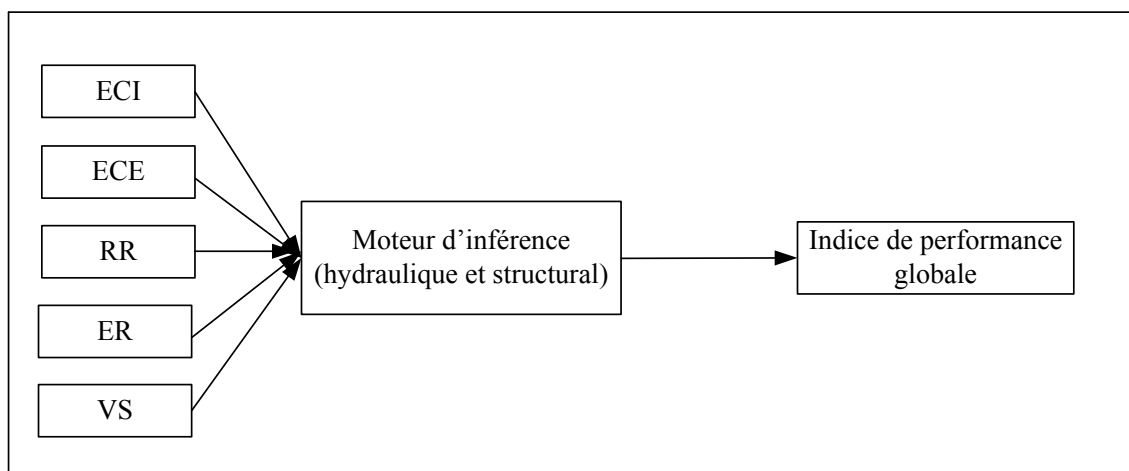 ECI
ECE
RR
ER
VS
Moteur d’inférence
(hydraulique et structural)
Indice de performance
globale